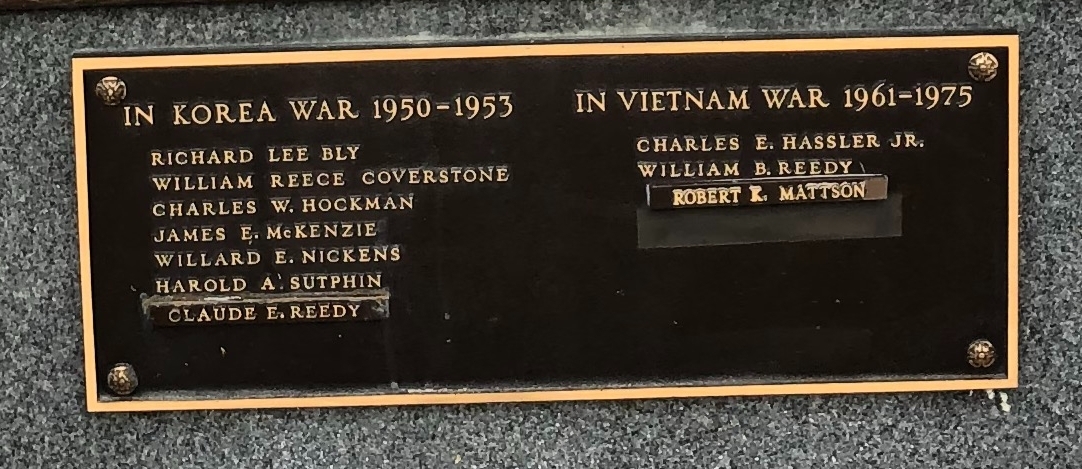 IN KOREA WAR 1950-1953
RICHARD LEE BLY
WILLIAM REECE COVERSTONE
CHARLES W. HOCKMAN
JAMES E. McKENZIE
WILLARD E. NICKENS
HAROLD A. SUTPHIN
CLAUDE E. REEDY
IN VIETNAM WAR 1961-1975
CHARLES E. HASSLER JR.
WILLIAM B. REEDY
ROBERT K. MATTSON